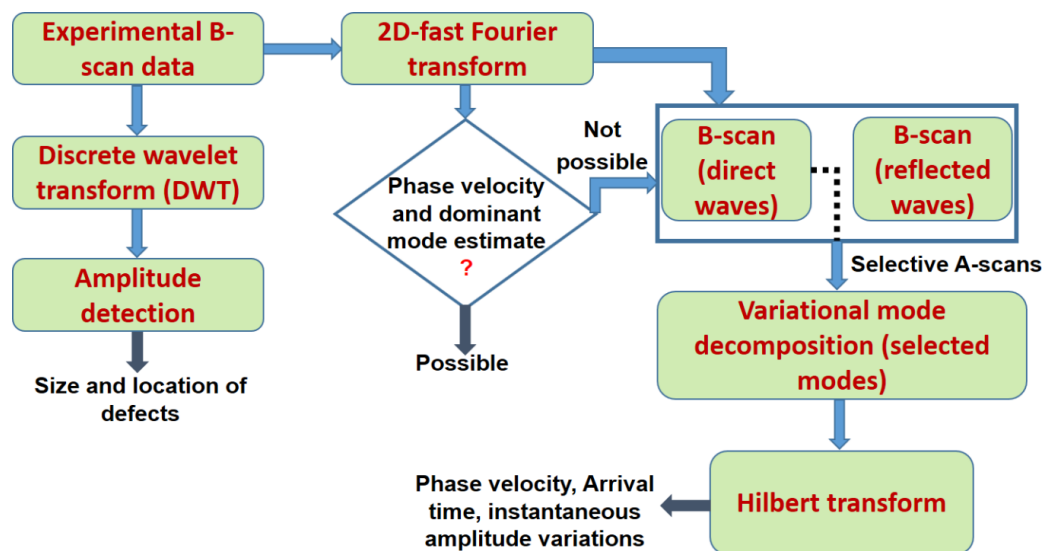 Experimental B-
scan data
2D-fast Fourier
transform
Discrete wavelet
transform (DWT)
Amplitude
detection
Size and location of
defects
Phase velocity
and dominant
mode estimate
?
Not
possible
Possible
B-scan
(direct
waves)
B-scan
(reflected
waves)
Selective A-scans
Variational mode
decomposition (selected
modes)
Hilbert transform
Phase velocity, Arrival
time, instantaneous
amplitude variations